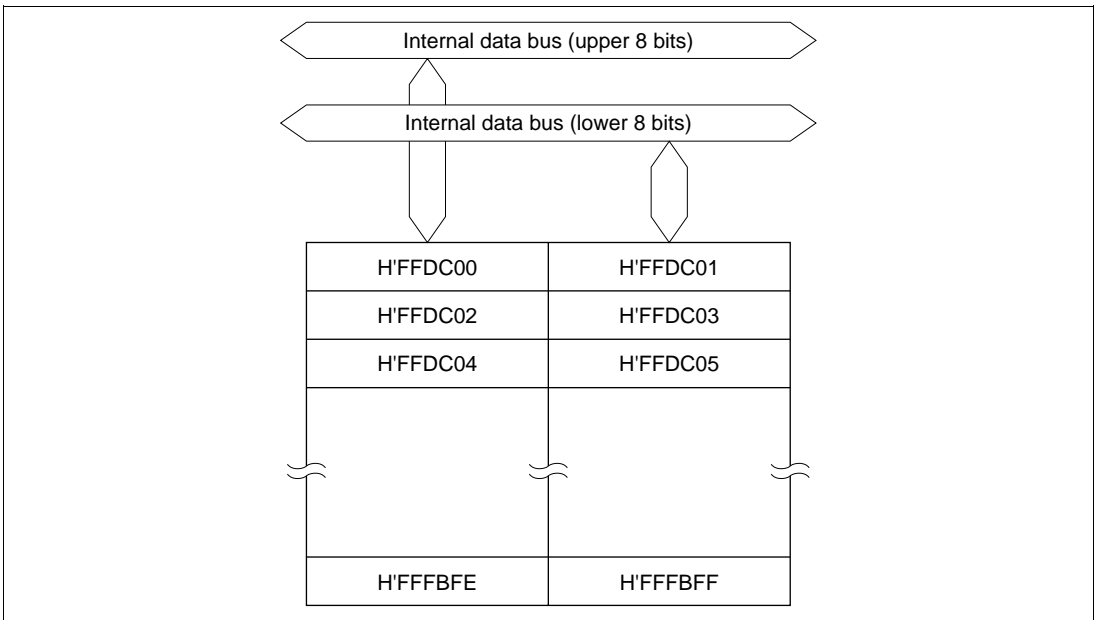 Internal data bus (upper 8 bits)
Internal data bus (lower 8 bits)
H'FFDC00 H'FFDC01
H'FFDC02 H'FFDC03
H'FFDC04 H'FFDC05
H'FFFBFE H'FFFBFF